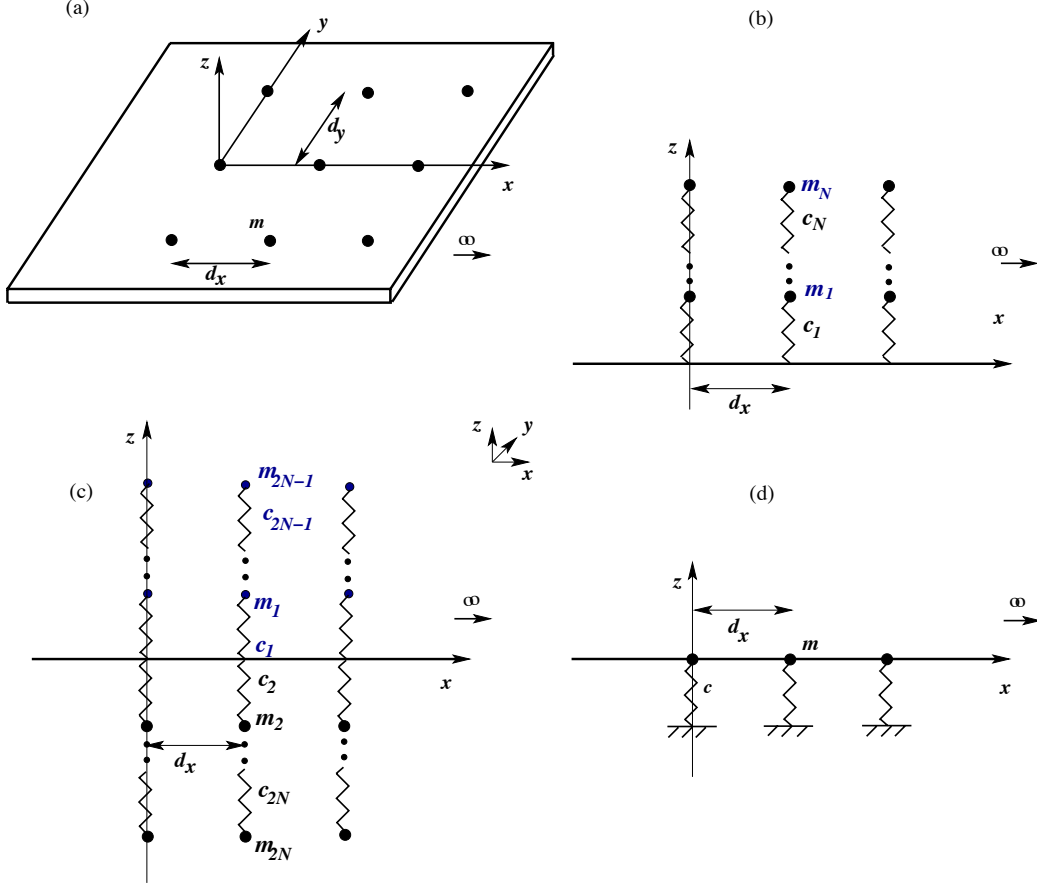 (a)
y
z
d_y
x
m
d_x
∞
(b)
z
m_N
c_N
∞
m_1
c_1
x
d_x
(c)
z
m_{2N−1}
c_{2N−1}
m_1
∞
c_1
x
c_2
m_2
d_x
c_{2N}
m_{2N}
z
y
x
(d)
z
∞
d_x
m
c
x